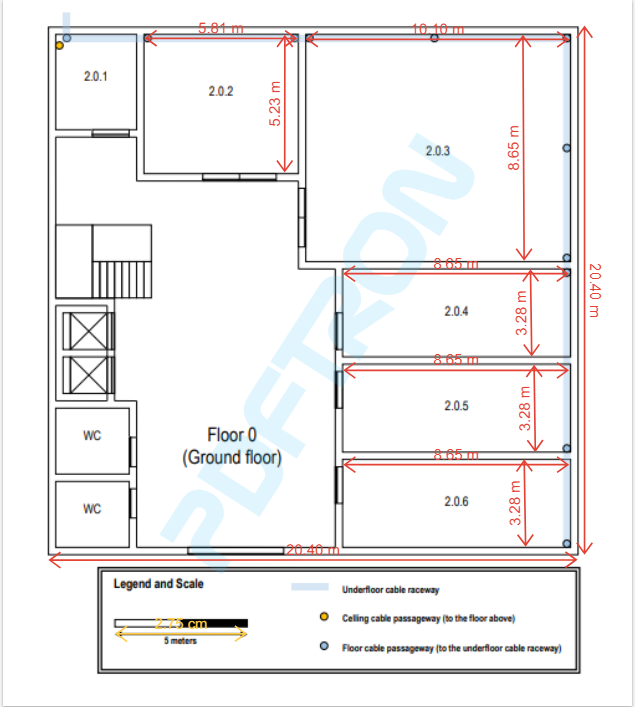 5.81 m
10.10 m
2.0.1
2.0.2
5.23 m
2.0.3
8.65 m
8.65 m
20.40 m
2.0.4
3.28 m
8.65 m
2.0.5
3.28 m
WC
Floor 0
(Ground floor)
8.65 m
2.0.6
3.28 m
WC
20.40 m
PDFTRON
Legend and Scale
Underfloor cable raceway
2.75 cm
Celling cable passageway (to the floor above)
5 meters
Floor cable passageway (to the underfloor cable raceway)